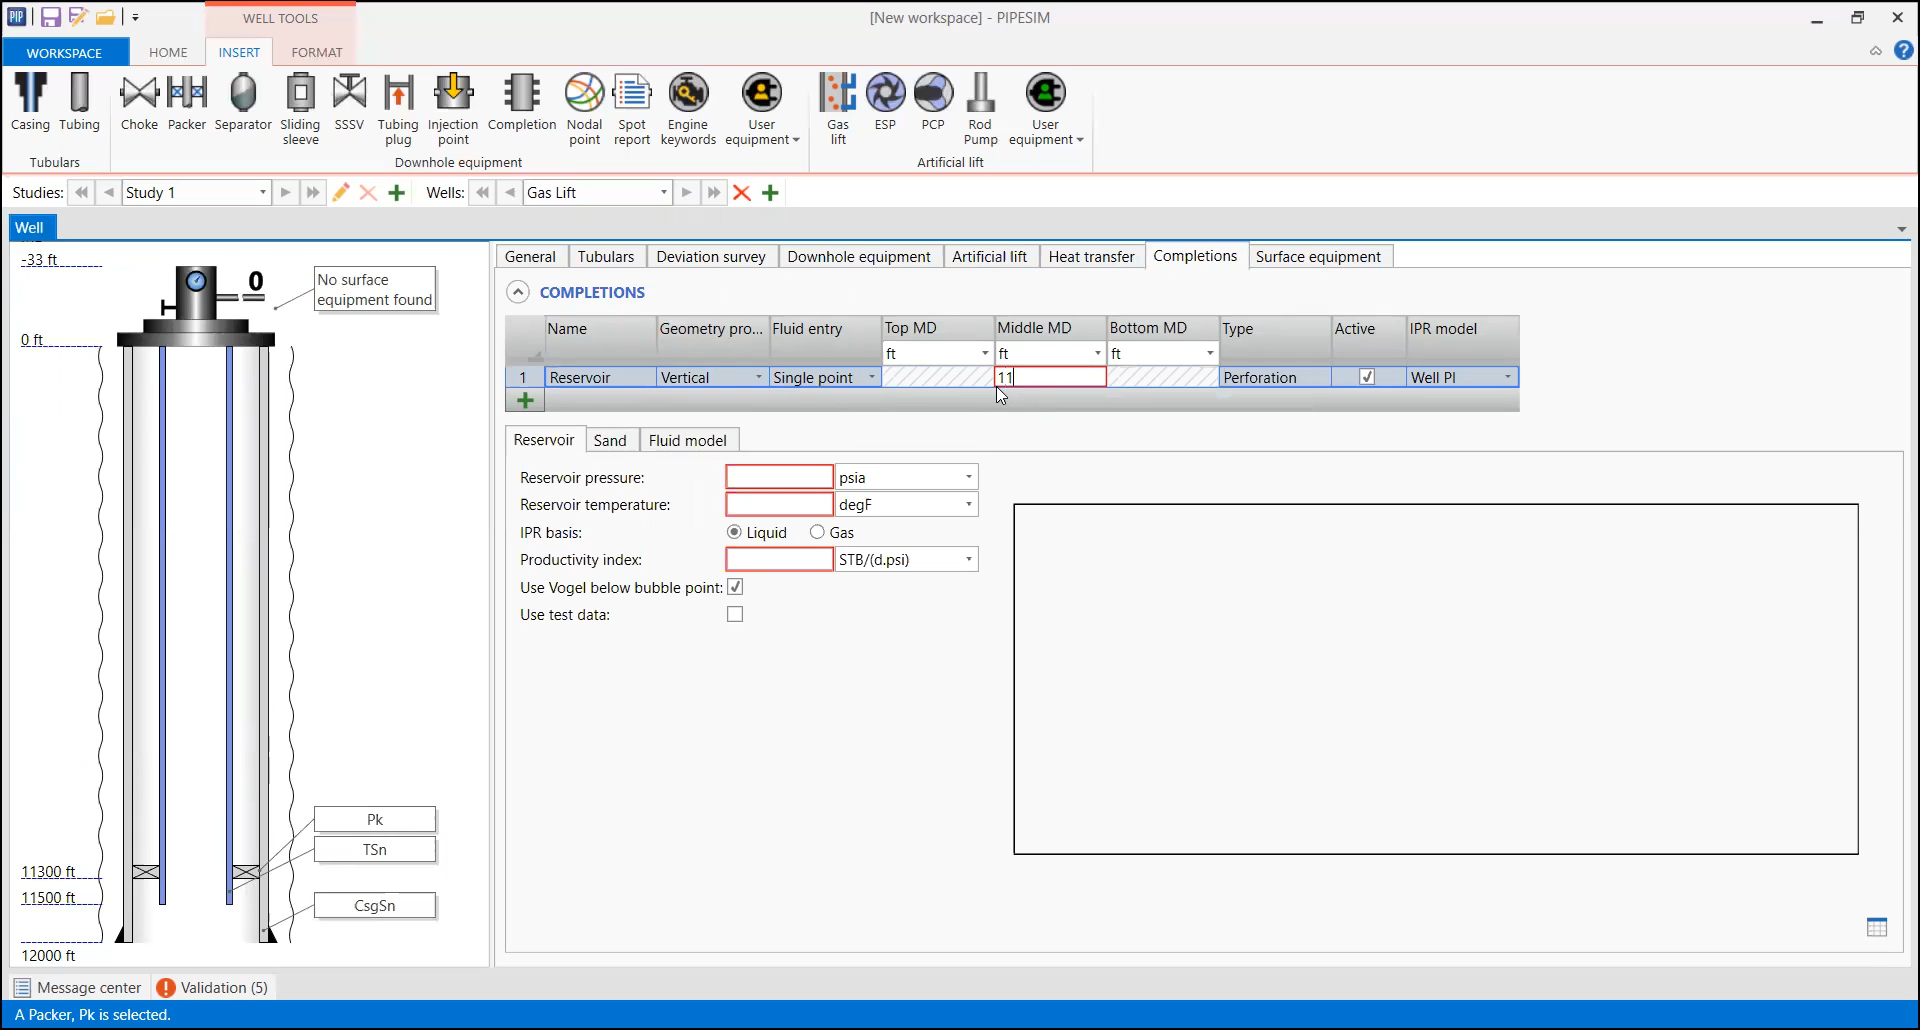 PIP
WELL TOOLS
[New workspace] - PIPESIM
WORKSPACE HOME INSERT FORMAT
Casing Tubing Choke Packer Separator Sliding sleeve SSSV Tubing plug Injection point Completion Nodal point Spot report Engine keywords User equipment Gas lift ESP PCP Rod Pump User equipment
Tubulars Downhole equipment Artificial lift
Studies: Study 1 Wells: Gas Lift
Well
-33 ft
0
No surface
equipment found
0 ft
Pk
TSn
11300 ft
11500 ft
CsgSn
12000 ft
General Tubulars Deviation survey Downhole equipment Artificial lift Heat transfer Completions Surface equipment
COMPLETIONS
Name Geometry pro... Fluid entry Top MD Middle MD Bottom MD Type Active IPR model
ft ft ft
1 Reservoir Vertical Single point 11 Perforation Well PI
Reservoir Sand Fluid model
Reservoir pressure: psia
Reservoir temperature: degF
IPR basis: Liquid Gas
Productivity index: STB/(d.psi)
Use Vogel below bubble point:
Use test data:
Message center Validation (5)
A Packer, Pk is selected.